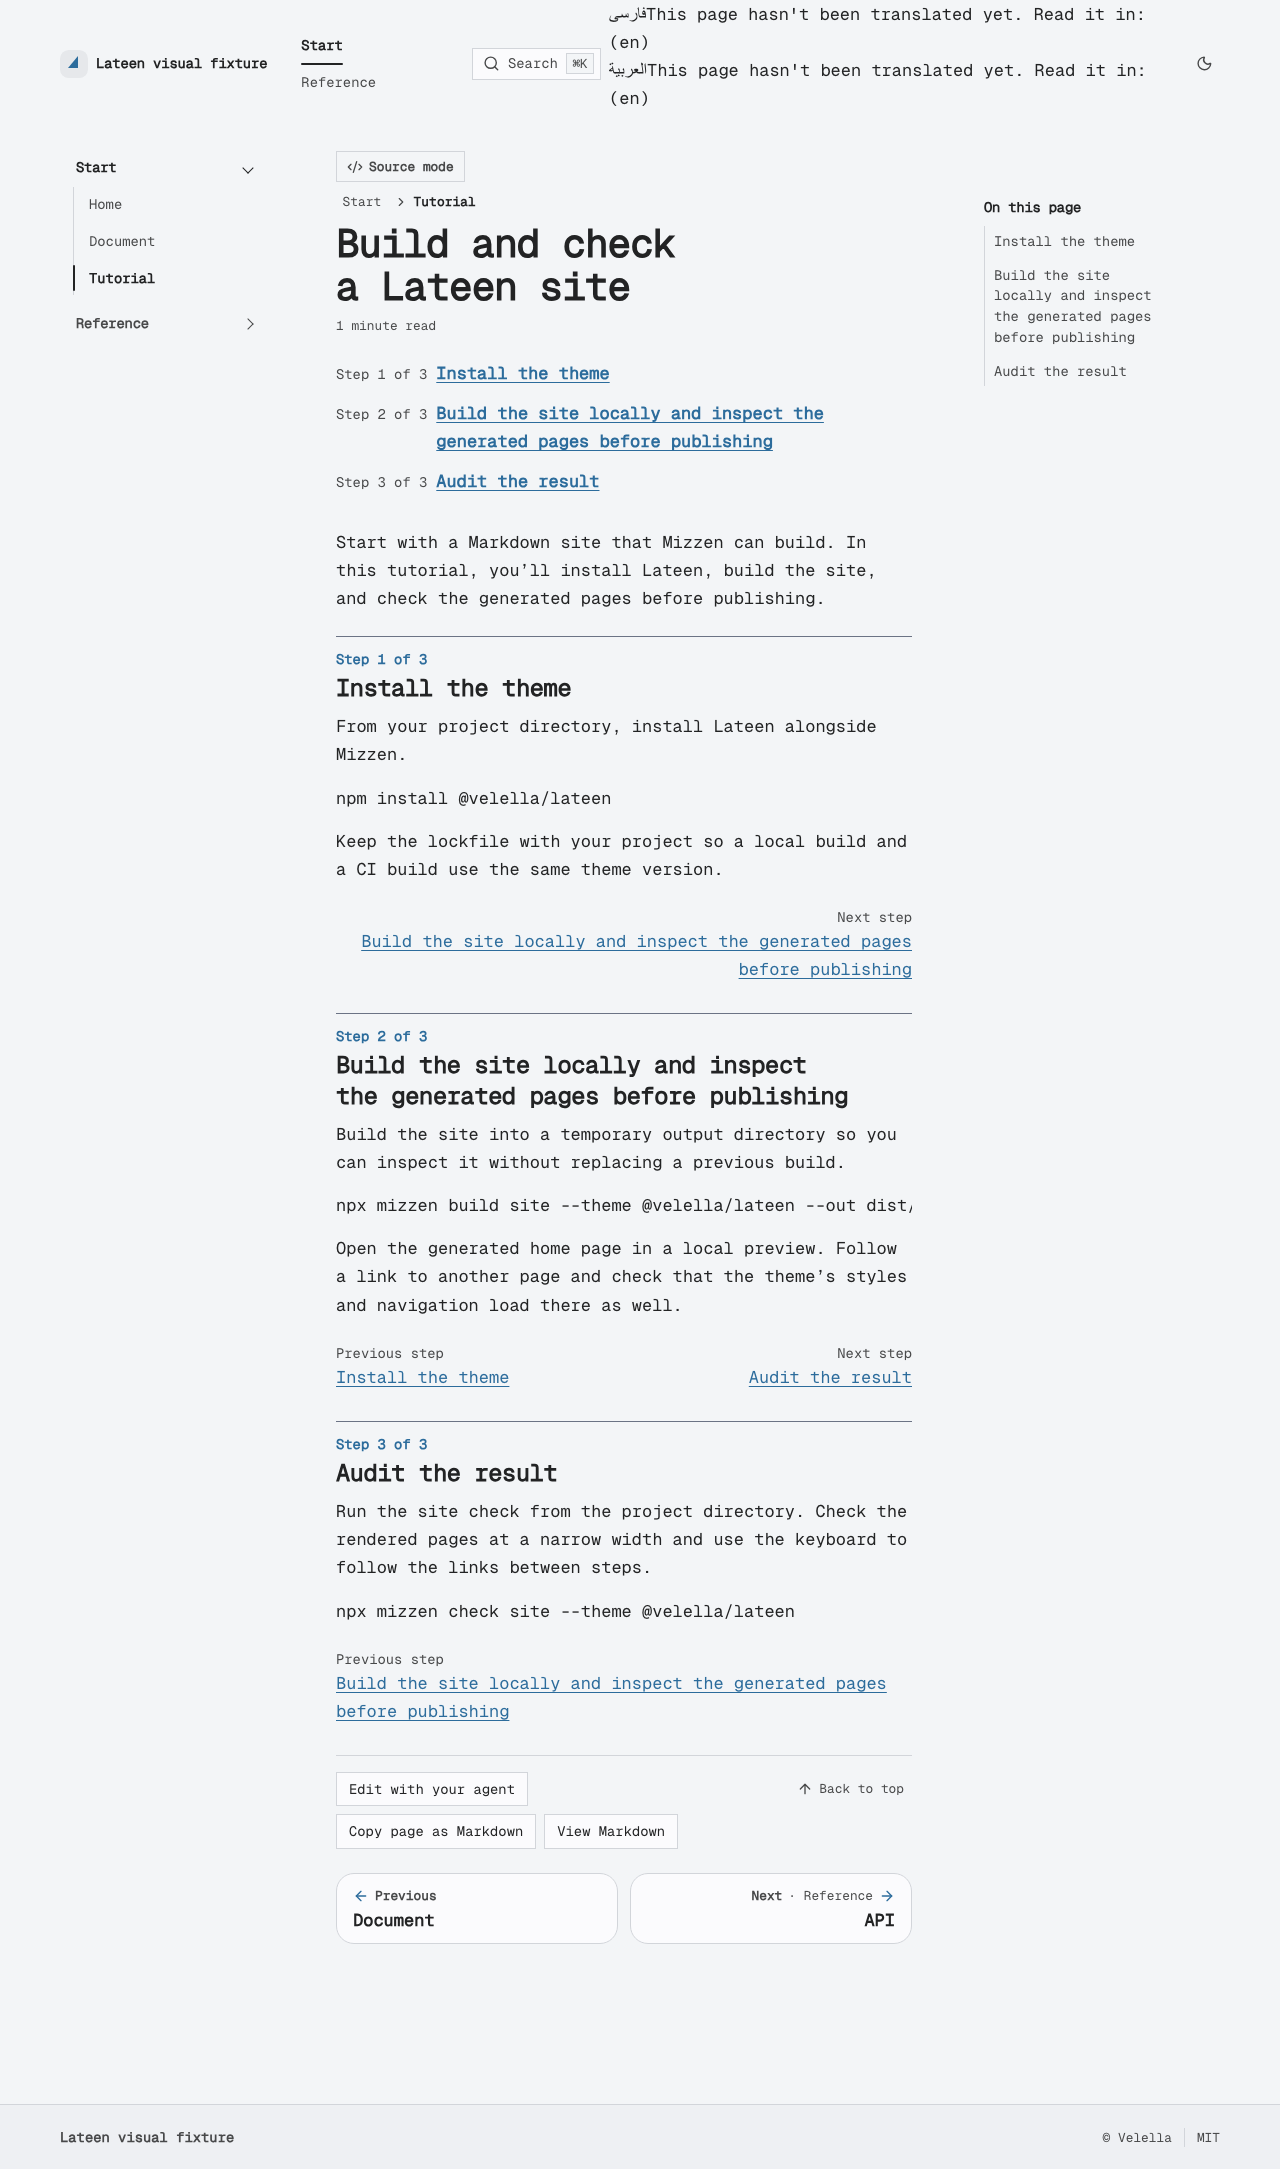 Lateen visual fixture
Start
Reference
Search ⌘K
فارسیThis page hasn't been translated yet. Read it in:
(en)
العربيةThis page hasn't been translated yet. Read it in:
(en)
Start
Home
Document
Tutorial
Reference
Source mode
Start > Tutorial
Build and check
a Lateen site
1 minute read
Step 1 of 3 Install the theme
Step 2 of 3 Build the site locally and inspect the
generated pages before publishing
Step 3 of 3 Audit the result
Start with a Markdown site that Mizzen can build. In
this tutorial, you’ll install Lateen, build the site,
and check the generated pages before publishing.
Step 1 of 3
Install the theme
From your project directory, install Lateen alongside
Mizzen.
npm install @velella/lateen
Keep the lockfile with your project so a local build and
a CI build use the same theme version.
Next step
Build the site locally and inspect the generated pages
before publishing
Step 2 of 3
Build the site locally and inspect
the generated pages before publishing
Build the site into a temporary output directory so you
can inspect it without replacing a previous build.
npx mizzen build site --theme @velella/lateen --out dist/
Open the generated home page in a local preview. Follow
a link to another page and check that the theme’s styles
and navigation load there as well.
Previous step
Install the theme
Next step
Audit the result
Step 3 of 3
Audit the result
Run the site check from the project directory. Check the
rendered pages at a narrow width and use the keyboard to
follow the links between steps.
npx mizzen check site --theme @velella/lateen
Previous step
Build the site locally and inspect the generated pages
before publishing
Edit with your agent
Back to top
Copy page as Markdown
View Markdown
Previous
Document
Next · Reference
API
On this page
Install the theme
Build the site
locally and inspect
the generated pages
before publishing
Audit the result
Lateen visual fixture
© Velella
MIT